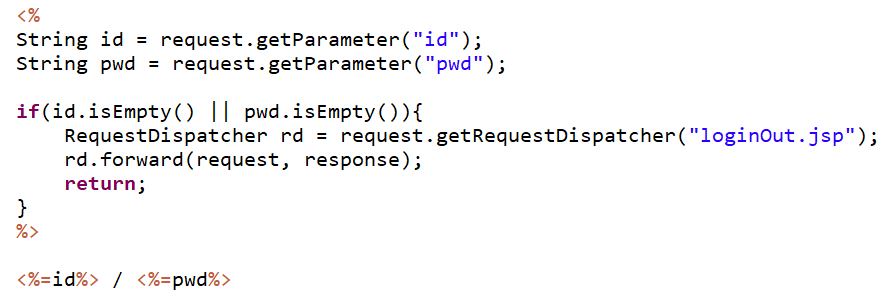 <%
String id = request.getParameter("id");
String pwd = request.getParameter("pwd");
if(id.isEmpty() || pwd.isEmpty()){
RequestDispatcher rd = request.getRequestDispatcher("loginOut.jsp");
rd.forward(request, response);
return;
}
%>
<%=id%> / <%=pwd%>